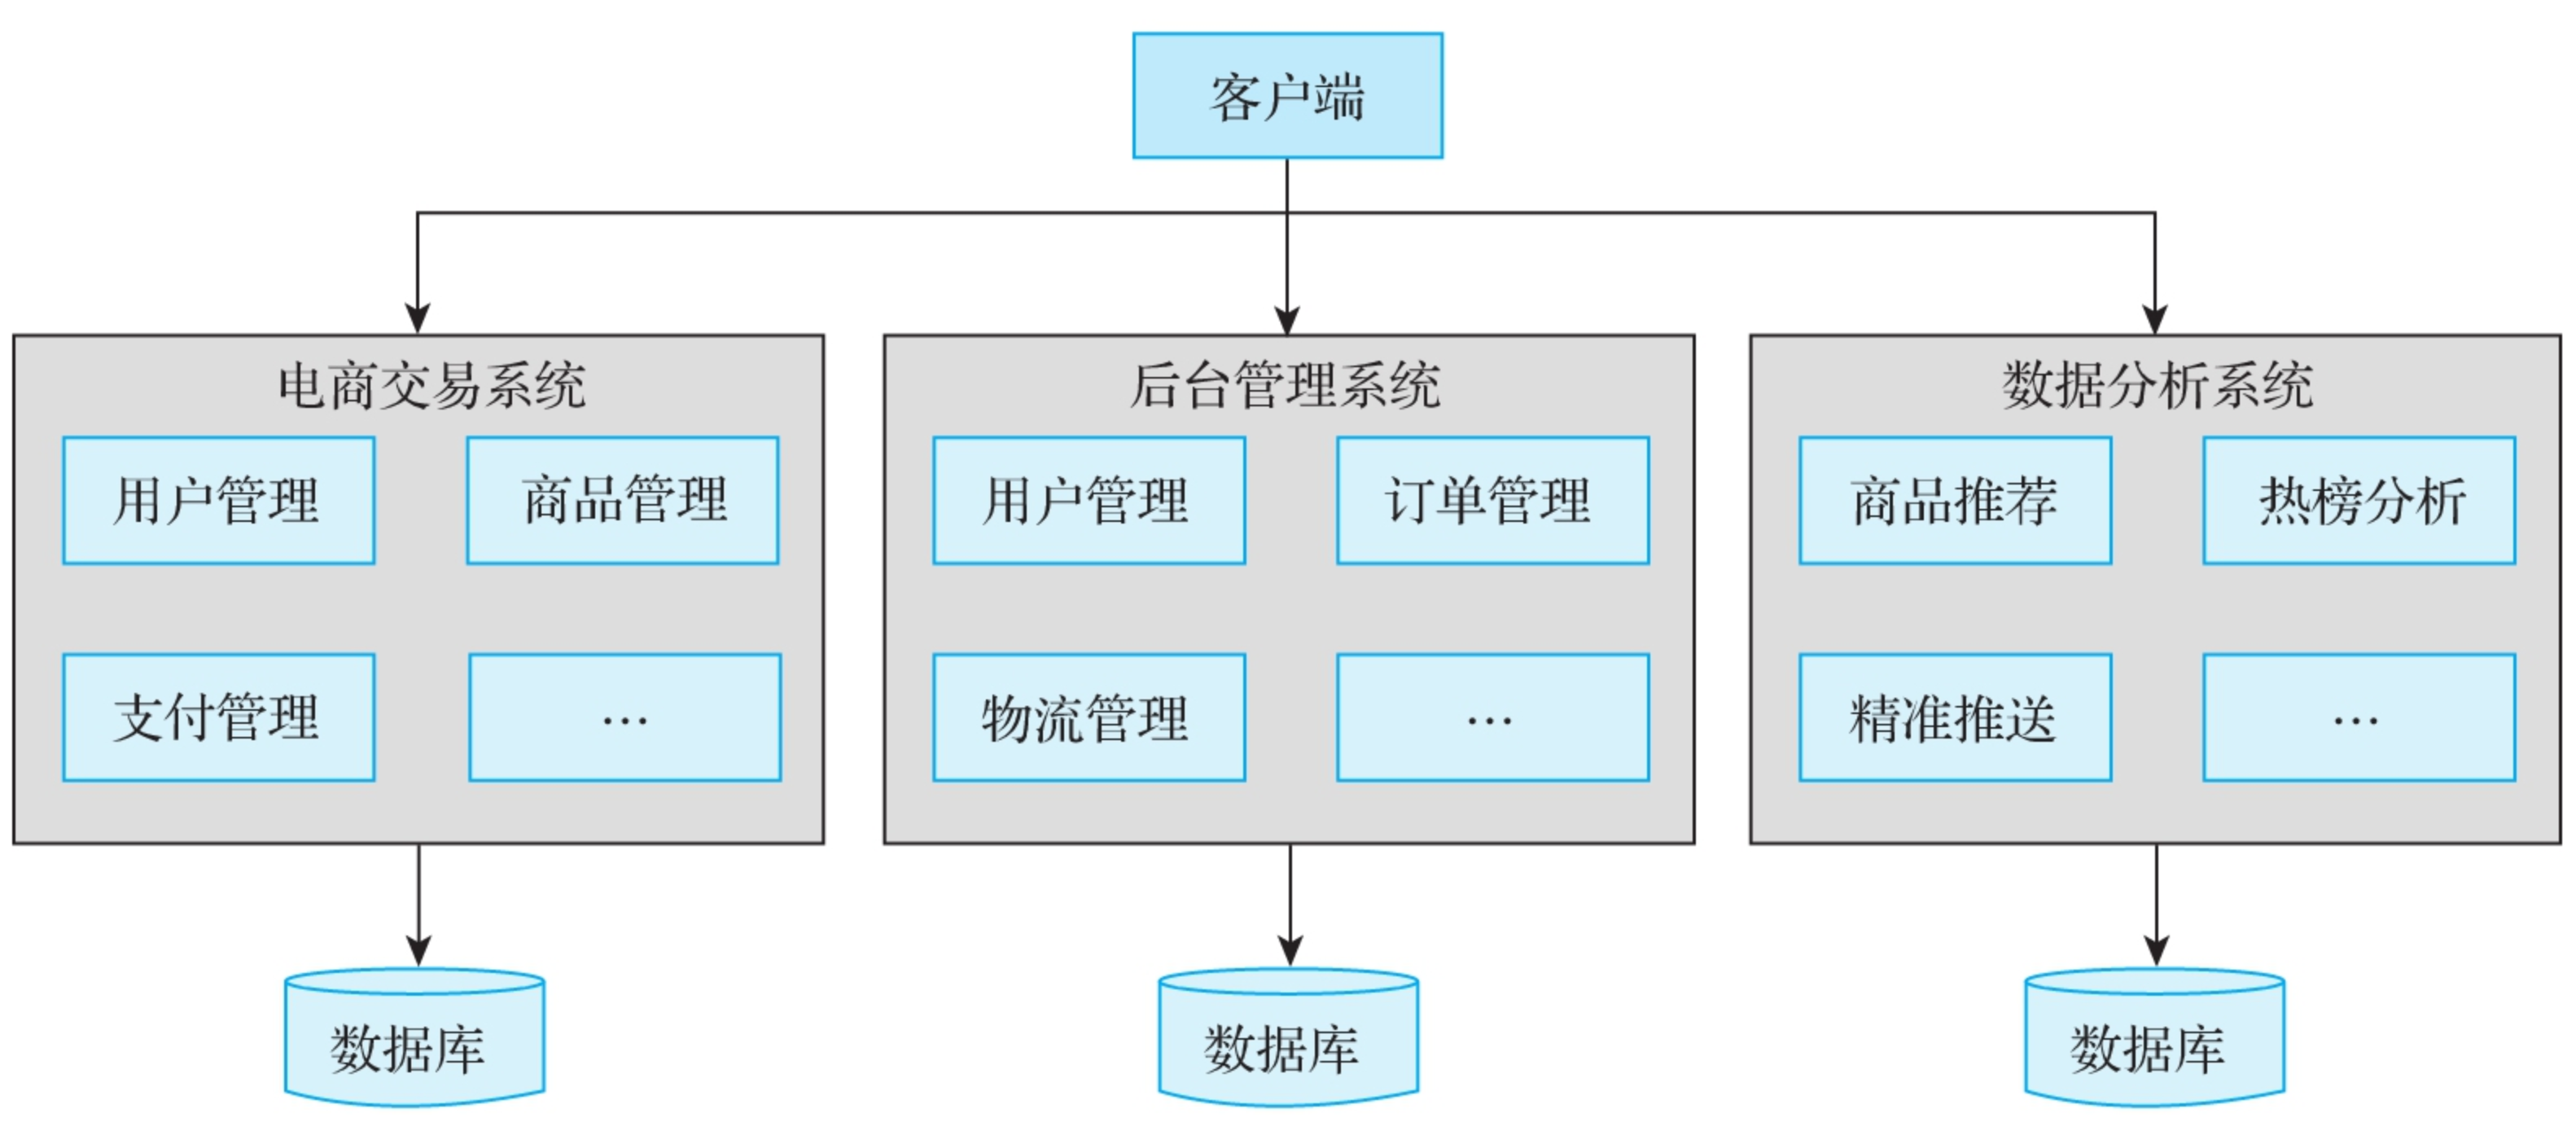 客户端
电商交易系统
用户管理
商品管理
支付管理
…
后台管理系统
用户管理
订单管理
物流管理
…
数据分析系统
商品推荐
热榜分析
精准推送
…
数据库
数据库
数据库